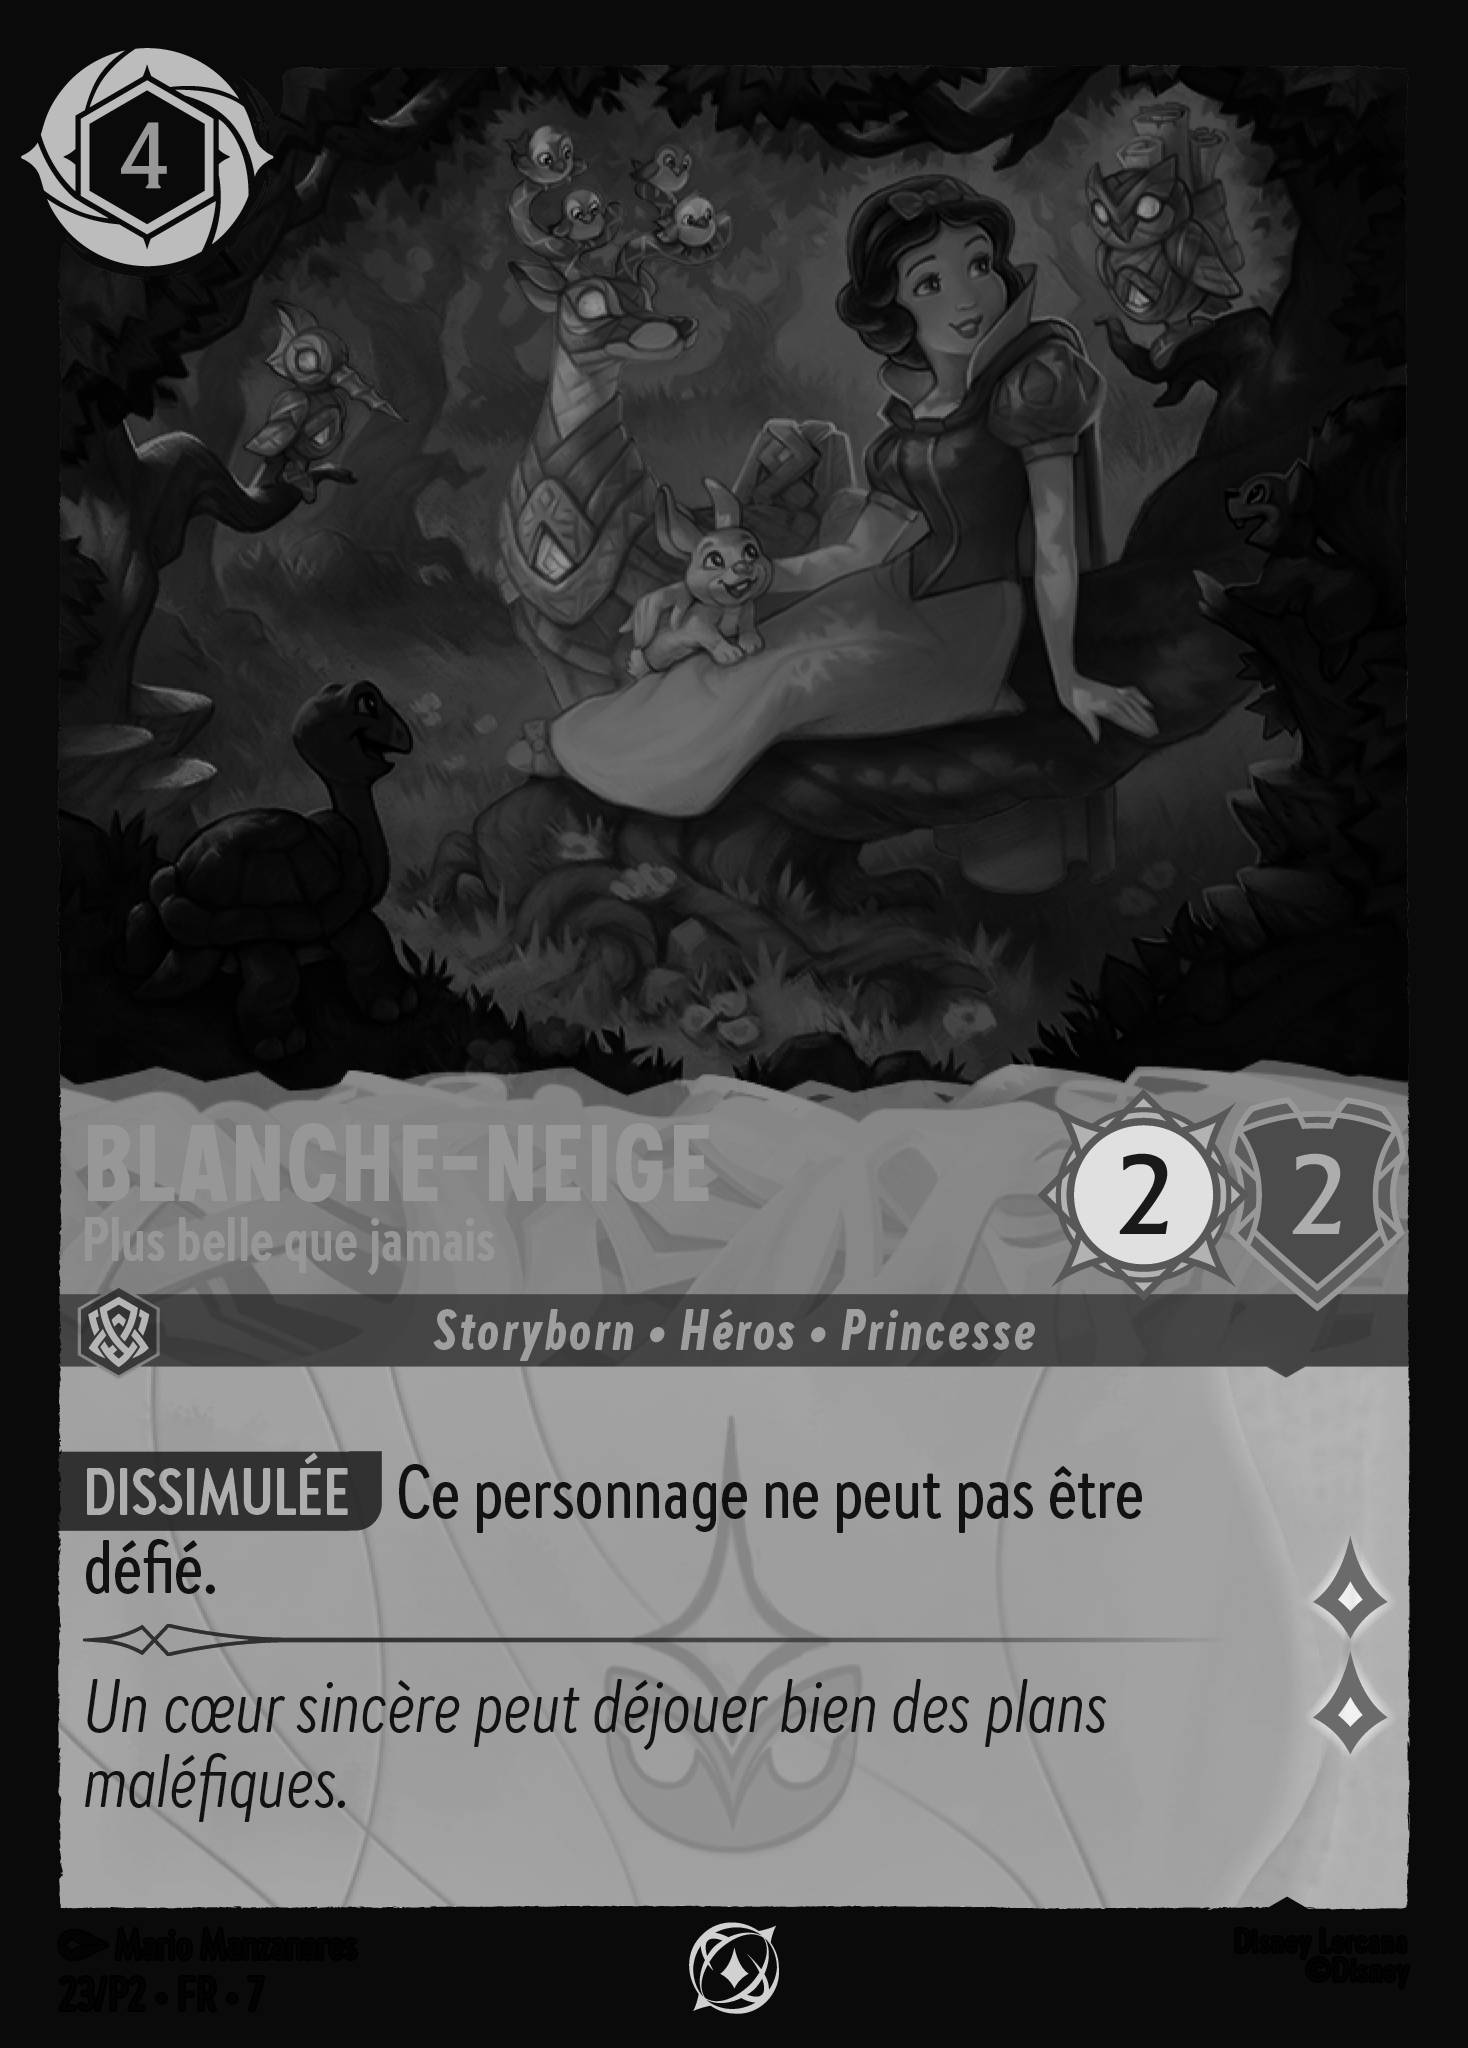 4
BLANCHE-NEIGE
Plus belle que jamais
2 2
Storyborn • Héros • Princesse
DISSIMULÉE Ce personnage ne peut pas être
défié.
Un cœur sincère peut déjouer bien des plans
maléfiques.
Mario Manzanares
23/P2 • FR • 7
Disney Lorcana
©Disney